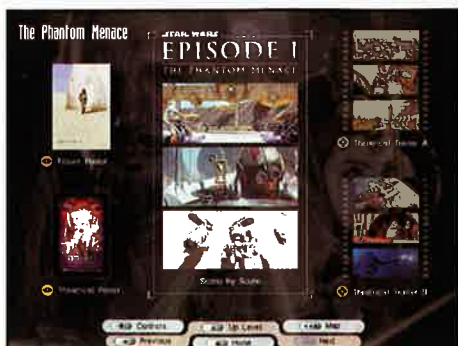 The Phantom Menace
STAR WARS
EPISODE I
THE PHANTOM MENACE
Theatrical Trailer A
Teaser Poster
Scene by Scene
Theatrical Poster
Theatrical Trailer B
Controls
Up Level
Map
Previous
Home
Next